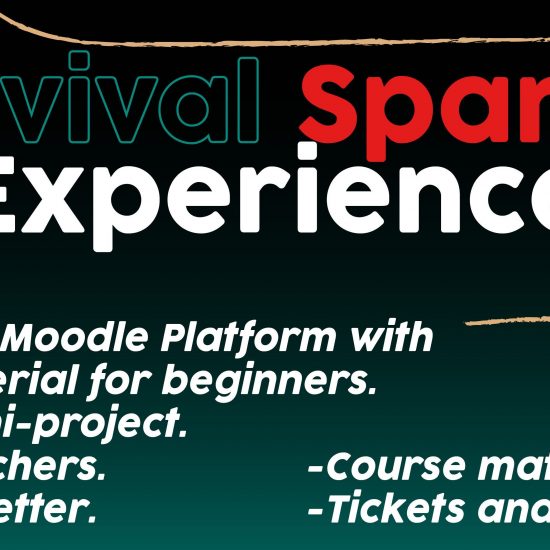 vival Span
Experience
Moodle Platform with
erial for beginners.
i-project.
chers.
-Course mat
etter.
-Tickets and